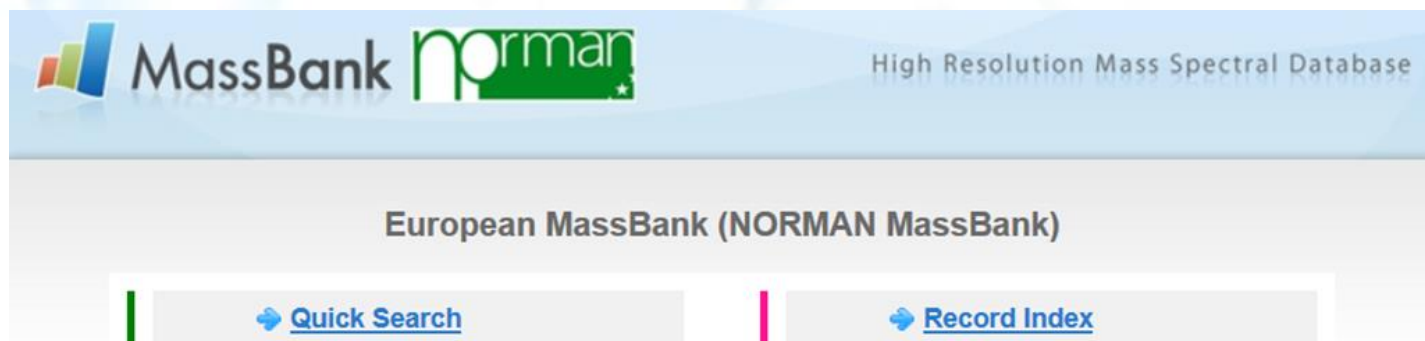 MassBank norman High Resolution Mass Spectral Database
European MassBank (NORMAN MassBank)
Quick Search Record Index